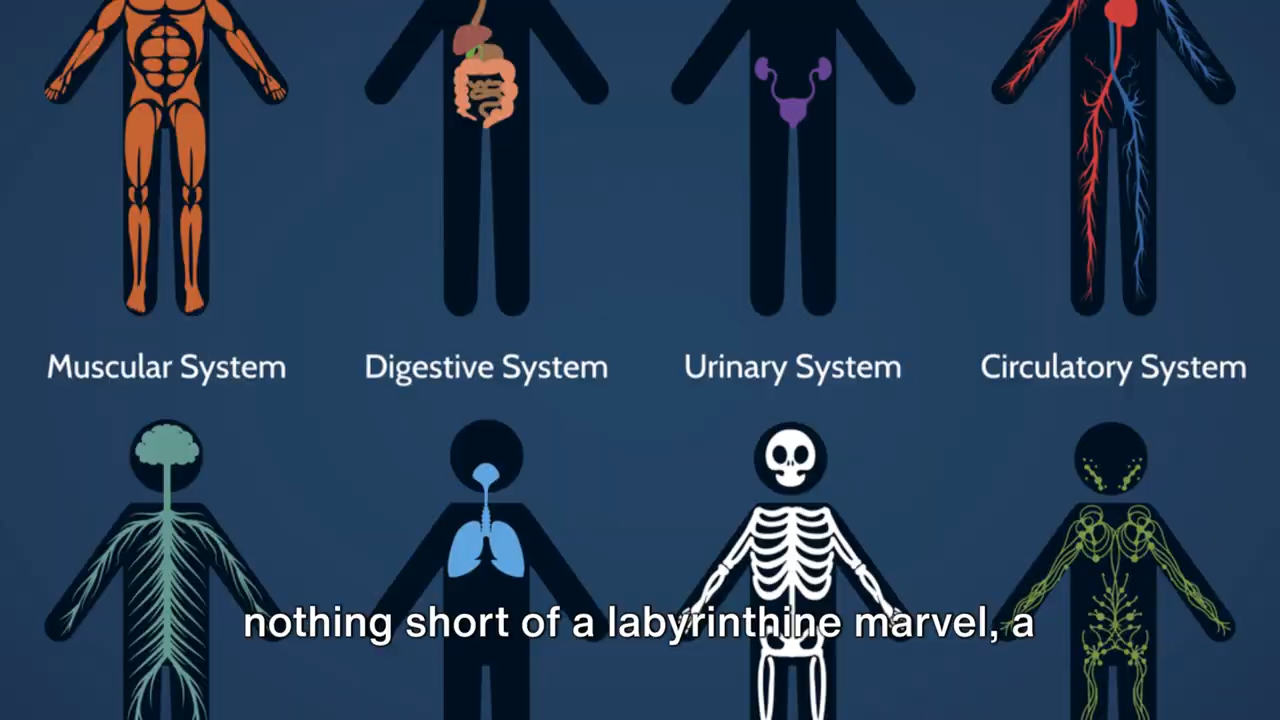 Muscular System
Digestive System
Urinary System
Circulatory System
nothing short of a labyrinthine marvel, a